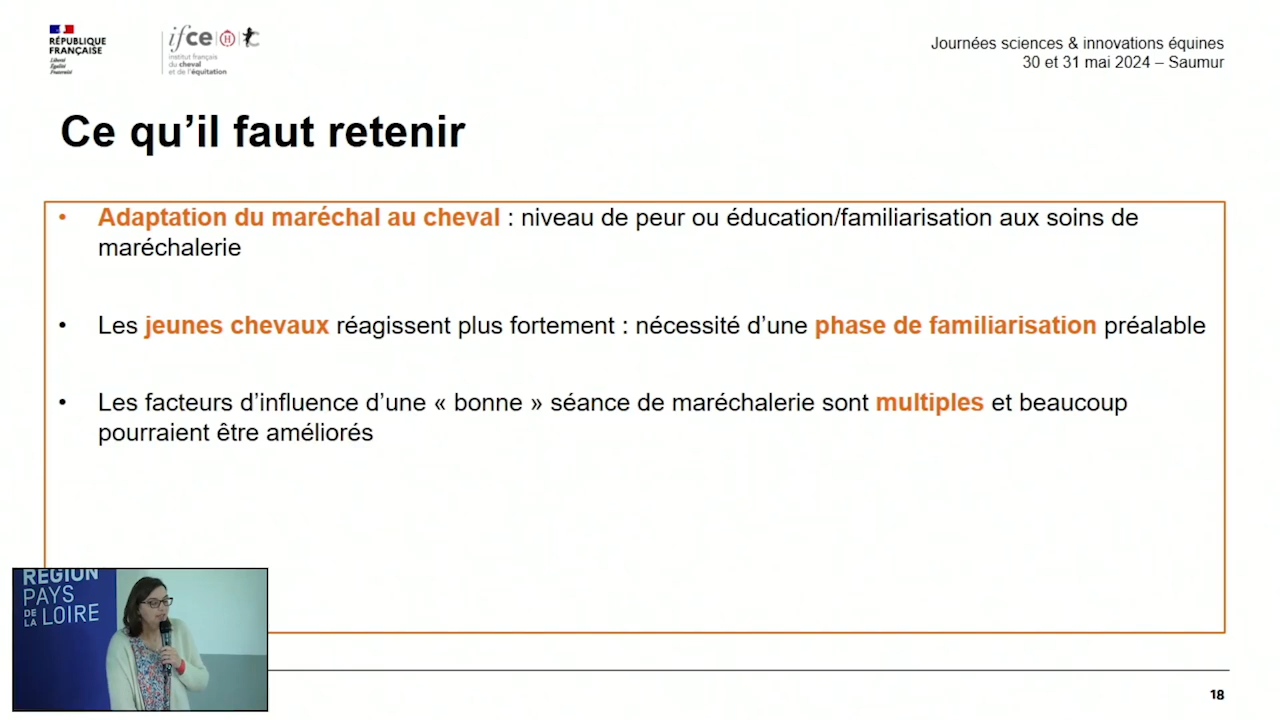 RÉPUBLIQUE
FRANÇAISE
Liberté
Égalité
Fraternité
ifce
institut français
du cheval
et de l'équitation
Journées sciences & innovations équines
30 et 31 mai 2024 – Saumur
Ce qu’il faut retenir
• Adaptation du maréchal au cheval : niveau de peur ou éducation/familiarisation aux soins de
maréchalerie
• Les jeunes chevaux réagissent plus fortement : nécessité d’une phase de familiarisation préalable
• Les facteurs d’influence d’une « bonne » séance de maréchalerie sont multiples et beaucoup
pourraient être améliorés
RÉGION
PAYS
DE LA LOIRE
18